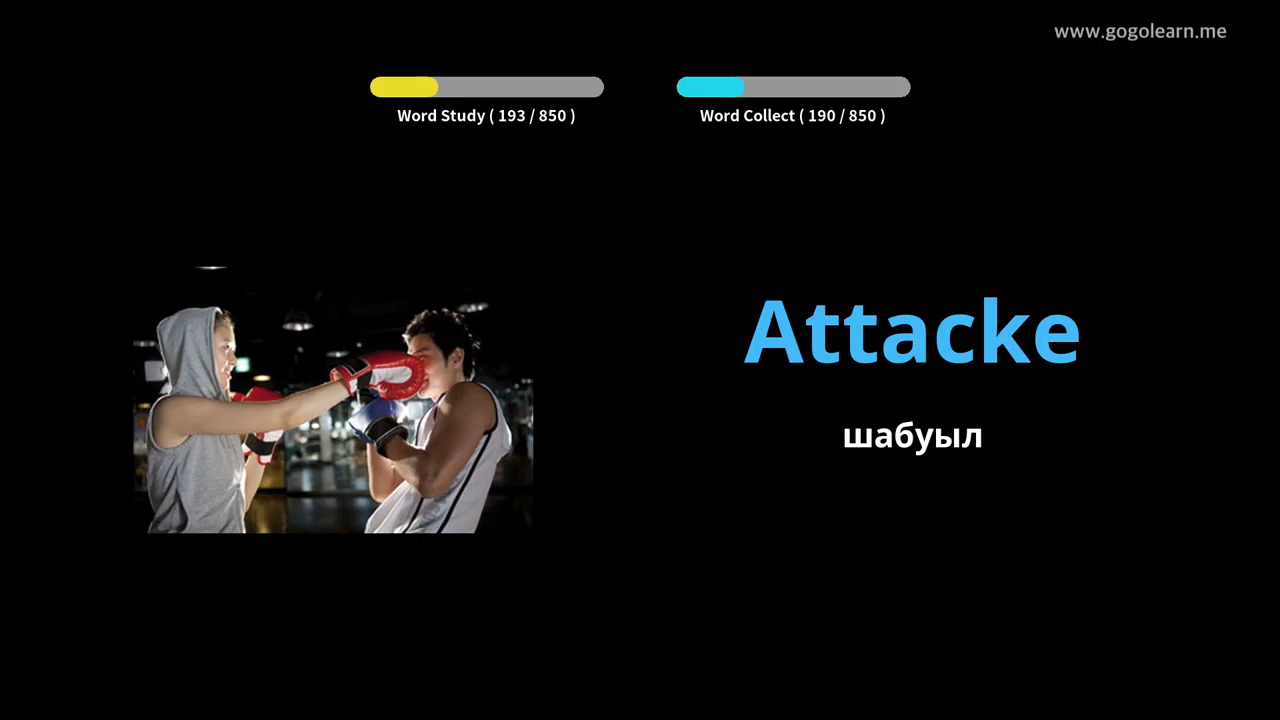 www.gogolearn.me
Word Study ( 193 / 850 )
Word Collect ( 190 / 850 )
Attacke
шабуыл